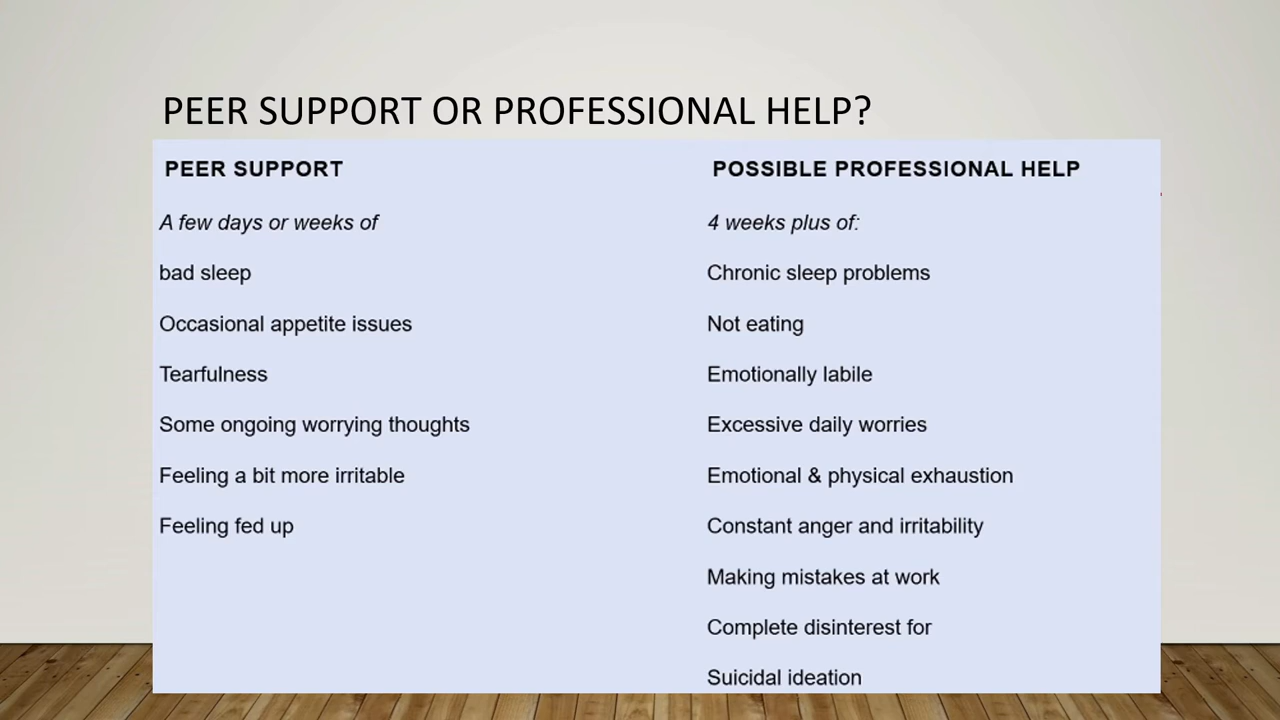 PEER SUPPORT OR PROFESSIONAL HELP?
PEER SUPPORT
A few days or weeks of
bad sleep
Occasional appetite issues
Tearfulness
Some ongoing worrying thoughts
Feeling a bit more irritable
Feeling fed up
POSSIBLE PROFESSIONAL HELP
4 weeks plus of:
Chronic sleep problems
Not eating
Emotionally labile
Excessive daily worries
Emotional & physical exhaustion
Constant anger and irritability
Making mistakes at work
Complete disinterest for
Suicidal ideation